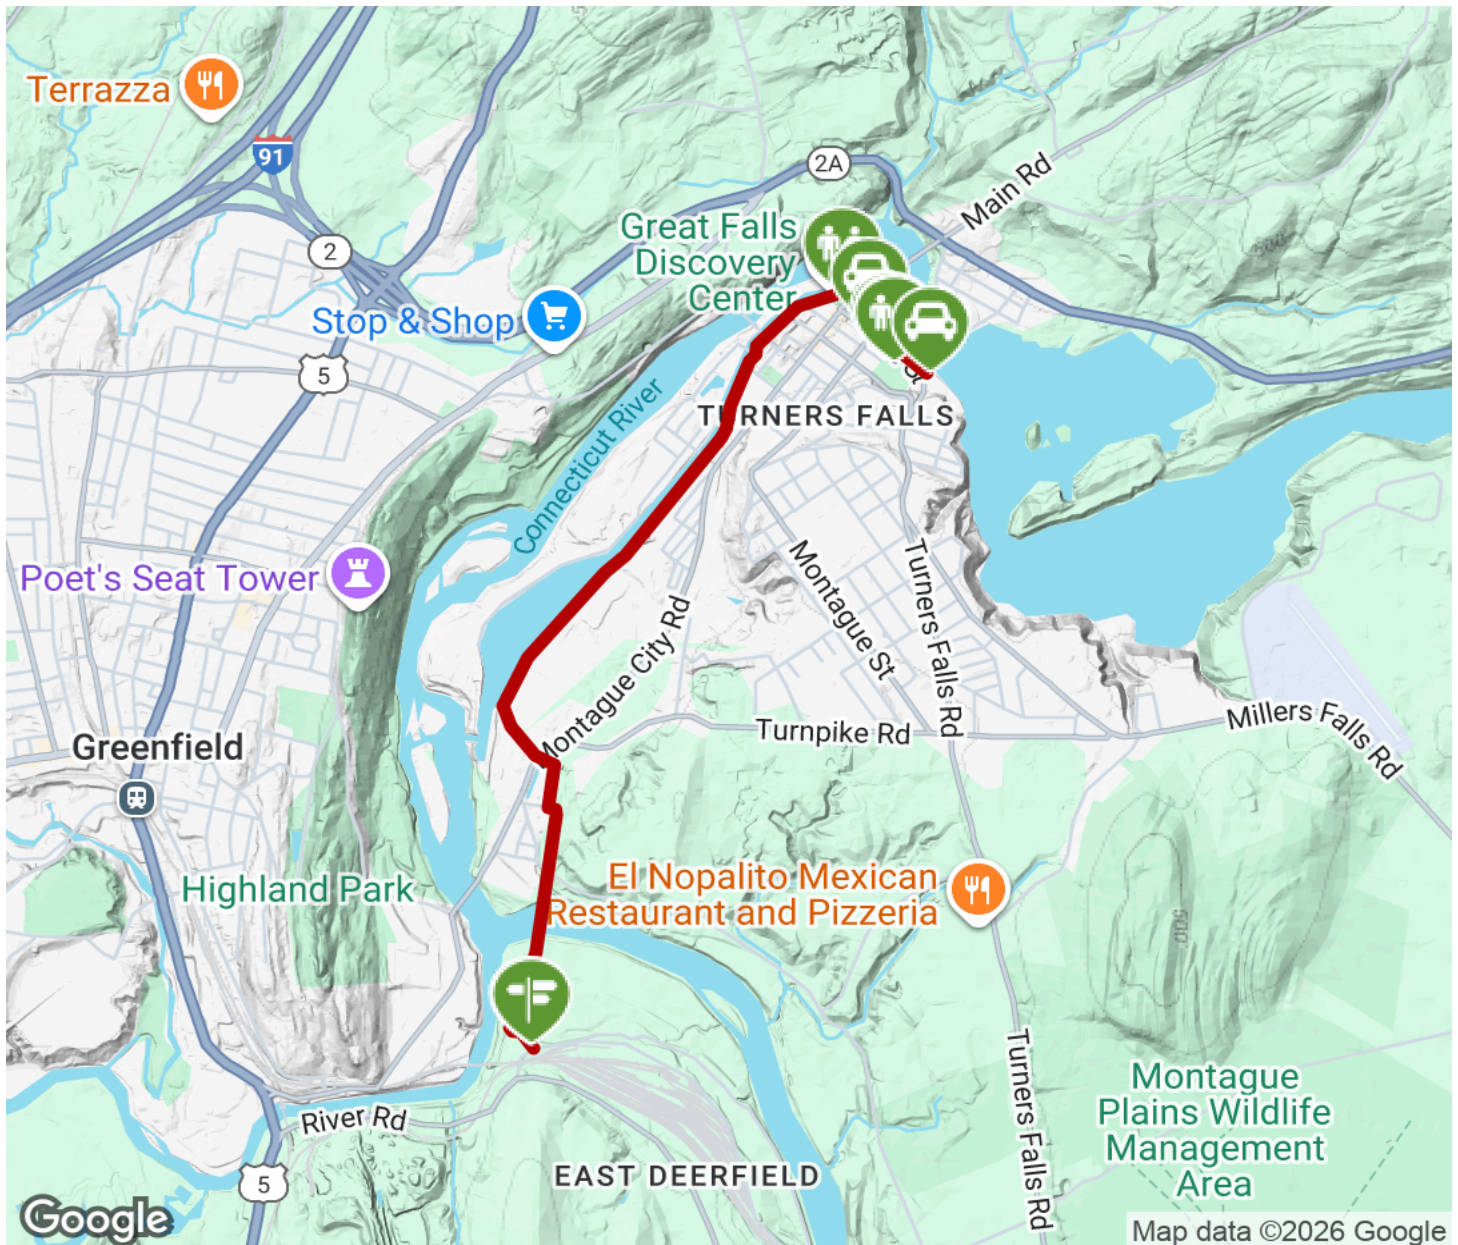 Terrazza
91
2A
Main Rd
Great Falls
Discovery
Center
2
Stop & Shop
5
St
Connecticut River
TURNERS FALLS
Poet's Seat Tower
Montague City Rd
Montague St
Turners Falls Rd
Turnpike Rd
Millers Falls Rd
Greenfield
Highland Park
El Nopalito Mexican
Restaurant and Pizzeria
500'
Turners Falls Rd
Montague
Plains Wildlife
Management
Area
River Rd
EAST DEERFIELD
5
Google
Map data ©2026 Google